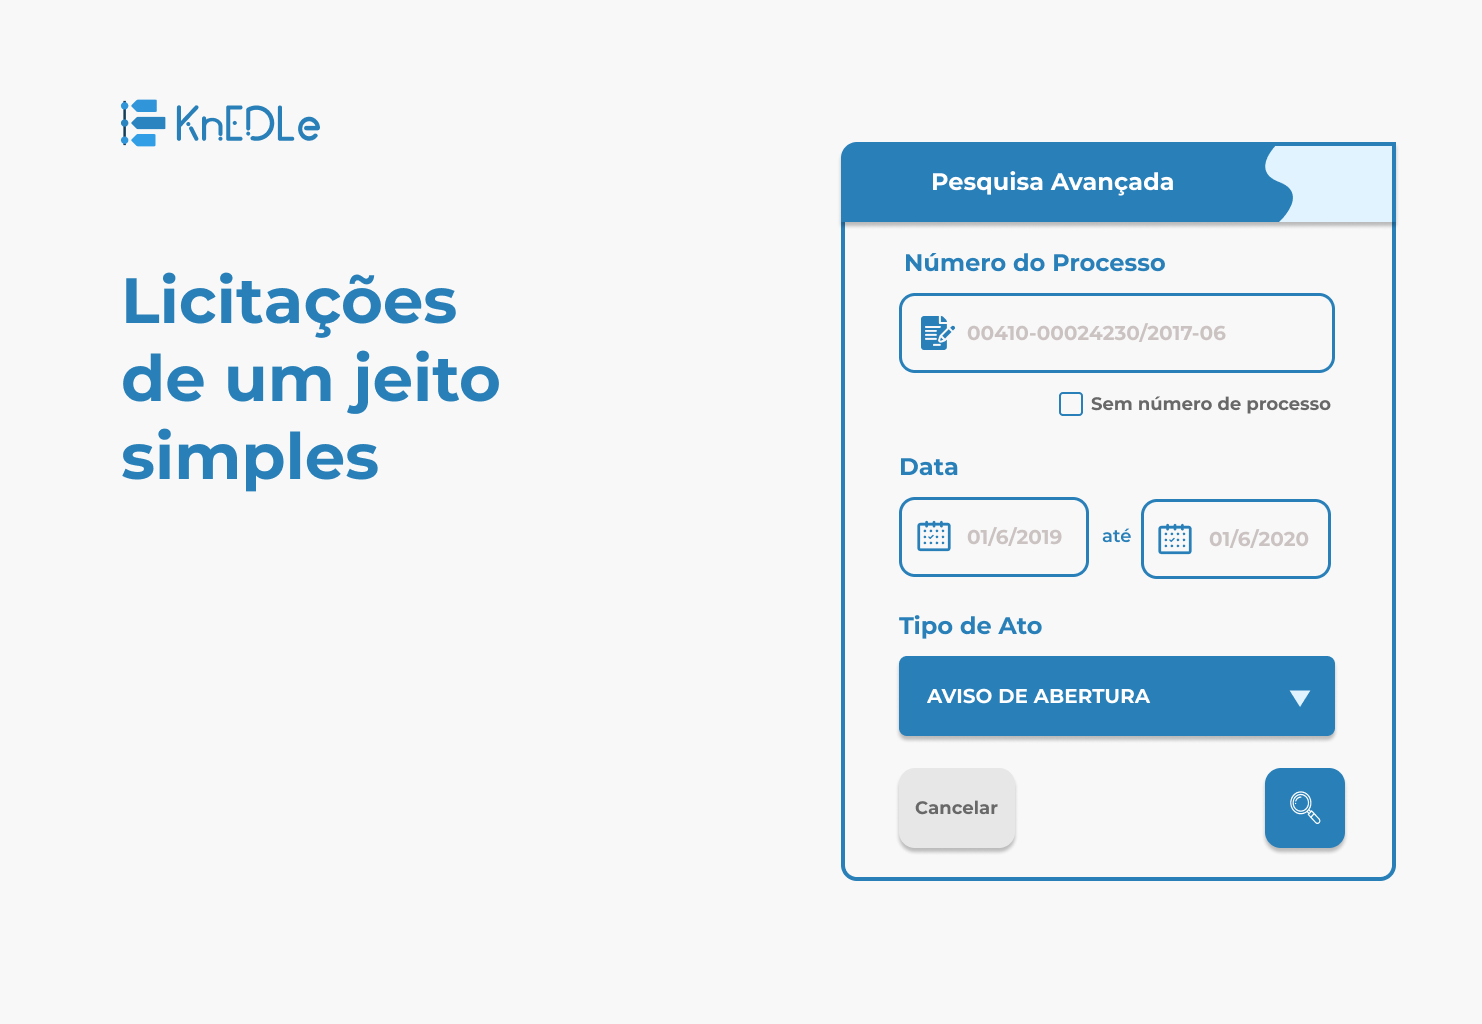 KnEDLe
Licitações
de um jeito
simples
Pesquisa Avançada
Número do Processo
00410-00024230/2017-06
Sem número de processo
Data
01/6/2019 até 01/6/2020
Tipo de Ato
AVISO DE ABERTURA
Cancelar